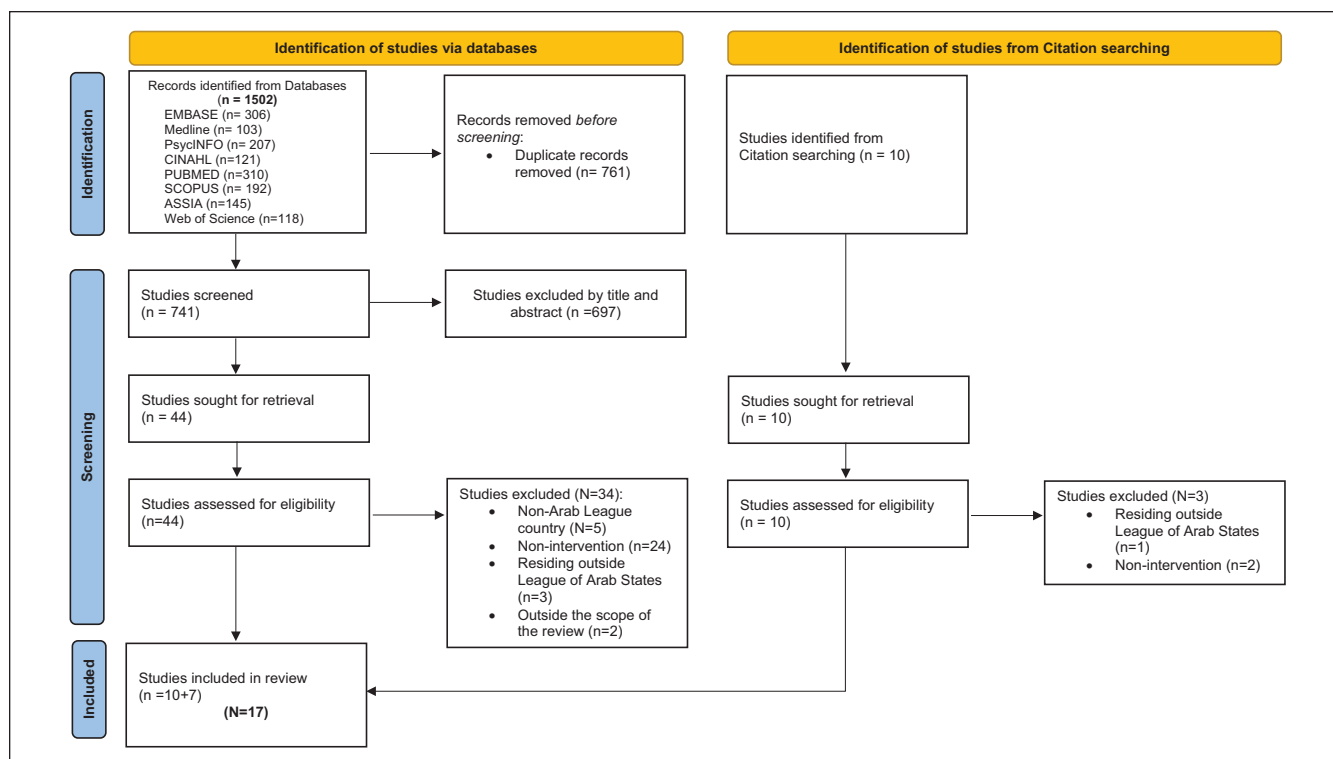 Identification of studies via databases
Identification of studies from Citation searching
Identification
Records identified from Databases
(n = 1502)
EMBASE (n= 306)
Medline (n= 103)
PsycINFO (n= 207)
CINAHL (n=121)
PUBMED (n=310)
SCOPUS (n= 192)
ASSIA (n=145)
Web of Science (n=118)
Records removed before
screening:
• Duplicate records
removed (n= 761)
Studies identified from
Citation searching (n = 10)
Screening
Studies screened
(n = 741)
Studies excluded by title and
abstract (n =697)
Studies sought for retrieval
(n = 44)
Studies sought for retrieval
(n = 10)
Studies assessed for eligibility
(n=44)
Studies excluded (N=34):
• Non-Arab League
country (N=5)
• Non-intervention (n=24)
• Residing outside
League of Arab States
(n=3)
• Outside the scope of
the review (n=2)
Studies assessed for eligibility
(n = 10)
Studies excluded (N=3)
• Residing outside
League of Arab States
(n=1)
• Non-intervention (n=2)
Included
Studies included in review
(n =10+7)
(N=17)